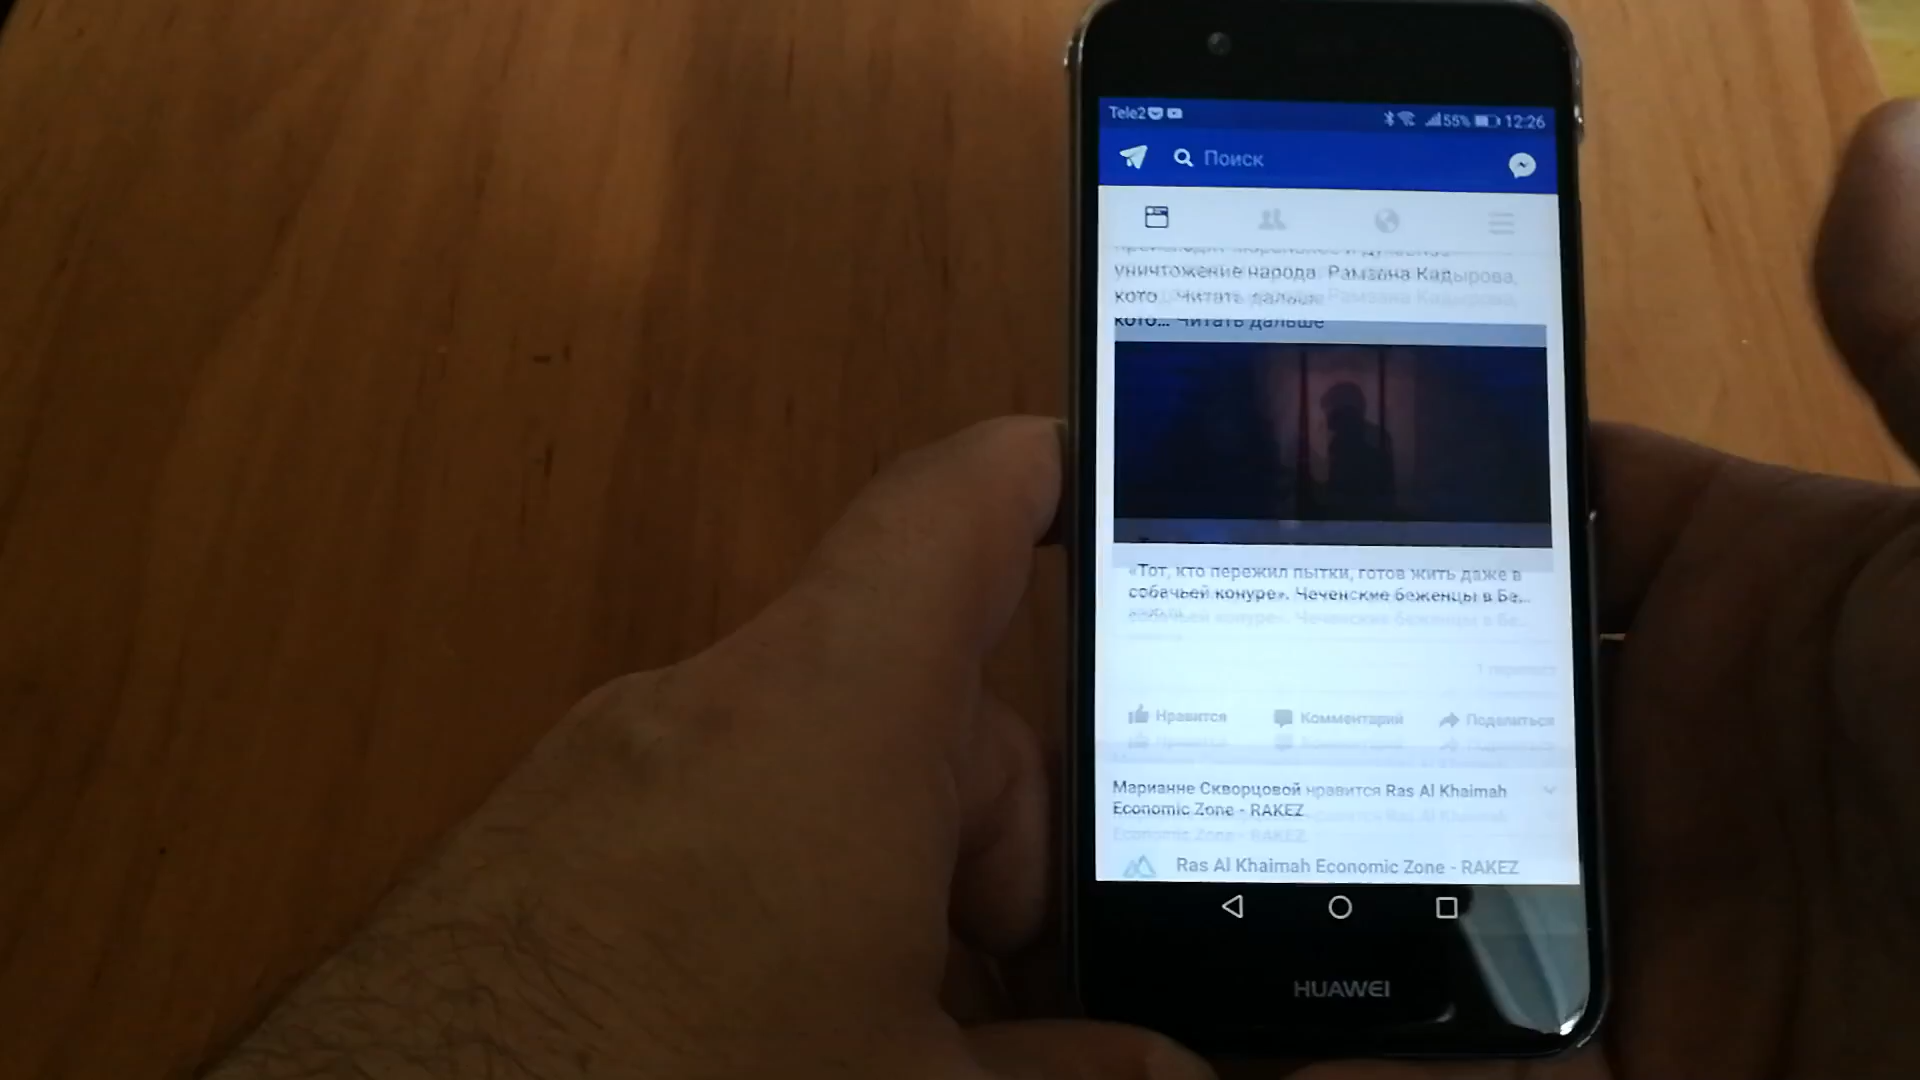 Tele2 55% 12:26
Поиск
уничтожение народа. Рамзана Кадырова,
кото... Читать дальше
«Тот, кто пережил пытки, готов жить даже в
собачьей конуре». Чеченские беженцы в Бе...
Нравится Комментарий Поделиться
Марианне Скворцовой нравится Ras Al Khaimah
Economic Zone - RAKEZ
Ras Al Khaimah Economic Zone - RAKEZ
HUAWEI